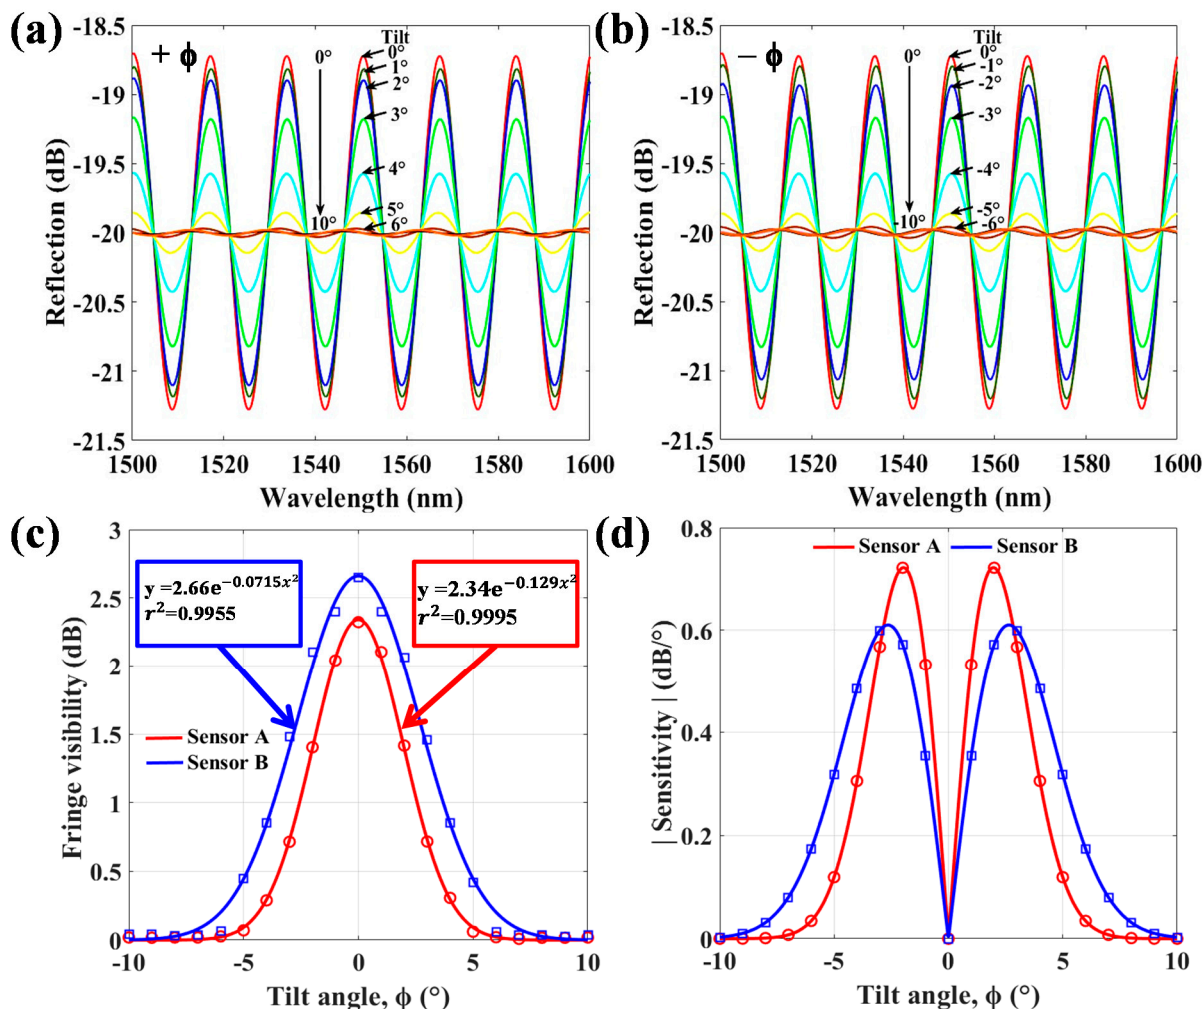 (a)
+ ϕ
Tilt
0°
0°
1°
2°
3°
4°
5°
6°
10°
-18.5
-19
-19.5
-20
-20.5
-21
-21.5
Reflection (dB)
1500 1520 1540 1560 1580 1600
Wavelength (nm)
(b)
− ϕ
Tilt
0°
0°
-1°
-2°
-3°
-4°
-5°
-6°
-10°
-18.5
-19
-19.5
-20
-20.5
-21
-21.5
Reflection (dB)
1500 1520 1540 1560 1580 1600
Wavelength (nm)
(c)
y =2.66e^{-0.0715x^2}
r^2=0.9955
y =2.34e^{-0.129x^2}
r^2=0.9995
Sensor A
Sensor B
3
2.5
2
1.5
1
0.5
0
Fringe visibility (dB)
-10 -5 0 5 10
Tilt angle, ϕ (°)
(d)
Sensor A Sensor B
0.8
0.6
0.4
0.2
0
| Sensitivity | (dB/°)
-10 -5 0 5 10
Tilt angle, ϕ (°)